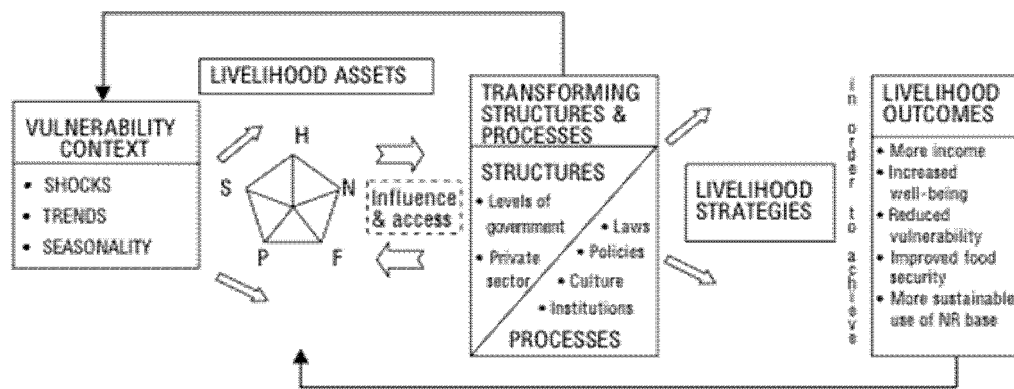 LIVELIHOOD ASSETS
VULNERABILITY
CONTEXT
• SHOCKS
• TRENDS
• SEASONALITY
H
S
N
P
F
Influence
& access
TRANSFORMING
STRUCTURES &
PROCESSES
STRUCTURES
• Levels of
government
• Private
sector
• Laws
• Policies
• Culture
• Institutions
PROCESSES
LIVELIHOOD
STRATEGIES
in order to achieve
LIVELIHOOD
OUTCOMES
• More income
• Increased
well-being
• Reduced
vulnerability
• Improved food
security
• More sustainable
use of NR base